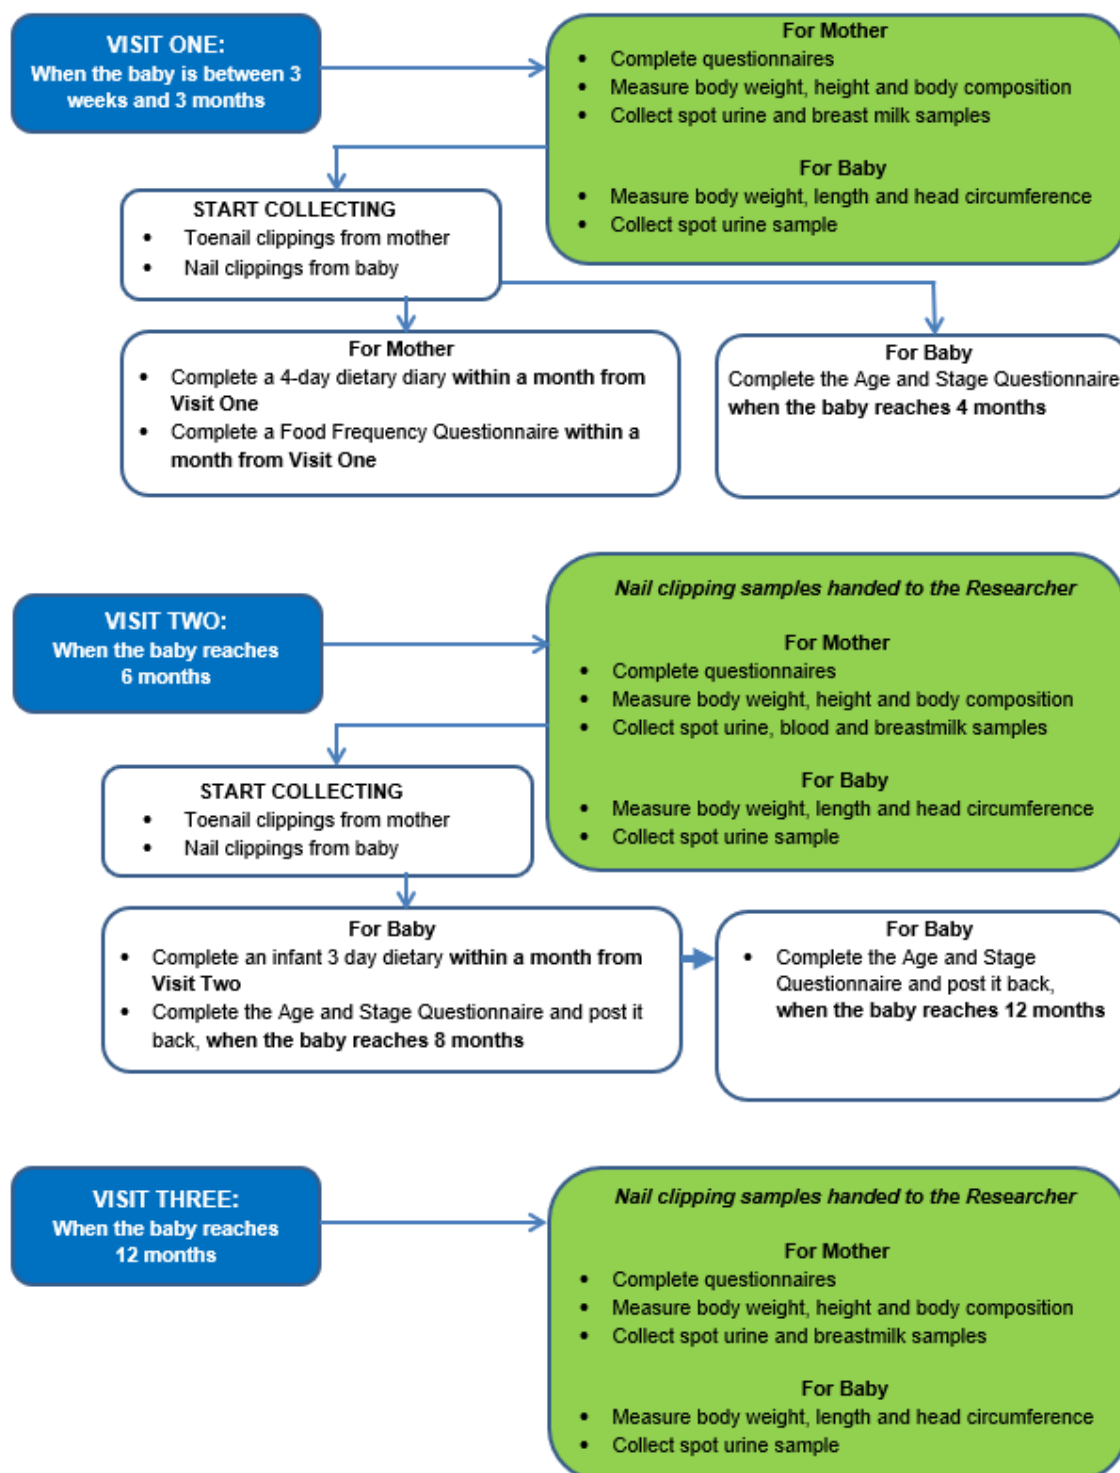 VISIT ONE:
When the baby is between 3
weeks and 3 months
For Mother
• Complete questionnaires
• Measure body weight, height and body composition
• Collect spot urine and breast milk samples
For Baby
• Measure body weight, length and head circumference
• Collect spot urine sample
START COLLECTING
• Toenail clippings from mother
• Nail clippings from baby
For Mother
• Complete a 4-day dietary diary within a month from
Visit One
• Complete a Food Frequency Questionnaire within a
month from Visit One
For Baby
Complete the Age and Stage Questionnaire
when the baby reaches 4 months
VISIT TWO:
When the baby reaches
6 months
Nail clipping samples handed to the Researcher
For Mother
• Complete questionnaires
• Measure body weight, height and body composition
• Collect spot urine, blood and breastmilk samples
For Baby
• Measure body weight, length and head circumference
• Collect spot urine sample
START COLLECTING
• Toenail clippings from mother
• Nail clippings from baby
For Baby
• Complete an infant 3 day dietary within a month from
Visit Two
• Complete the Age and Stage Questionnaire and post it
back, when the baby reaches 8 months
For Baby
• Complete the Age and Stage
Questionnaire and post it back,
when the baby reaches 12 months
VISIT THREE:
When the baby reaches
12 months
Nail clipping samples handed to the Researcher
For Mother
• Complete questionnaires
• Measure body weight, height and body composition
• Collect spot urine and breastmilk samples
For Baby
• Measure body weight, length and head circumference
• Collect spot urine sample